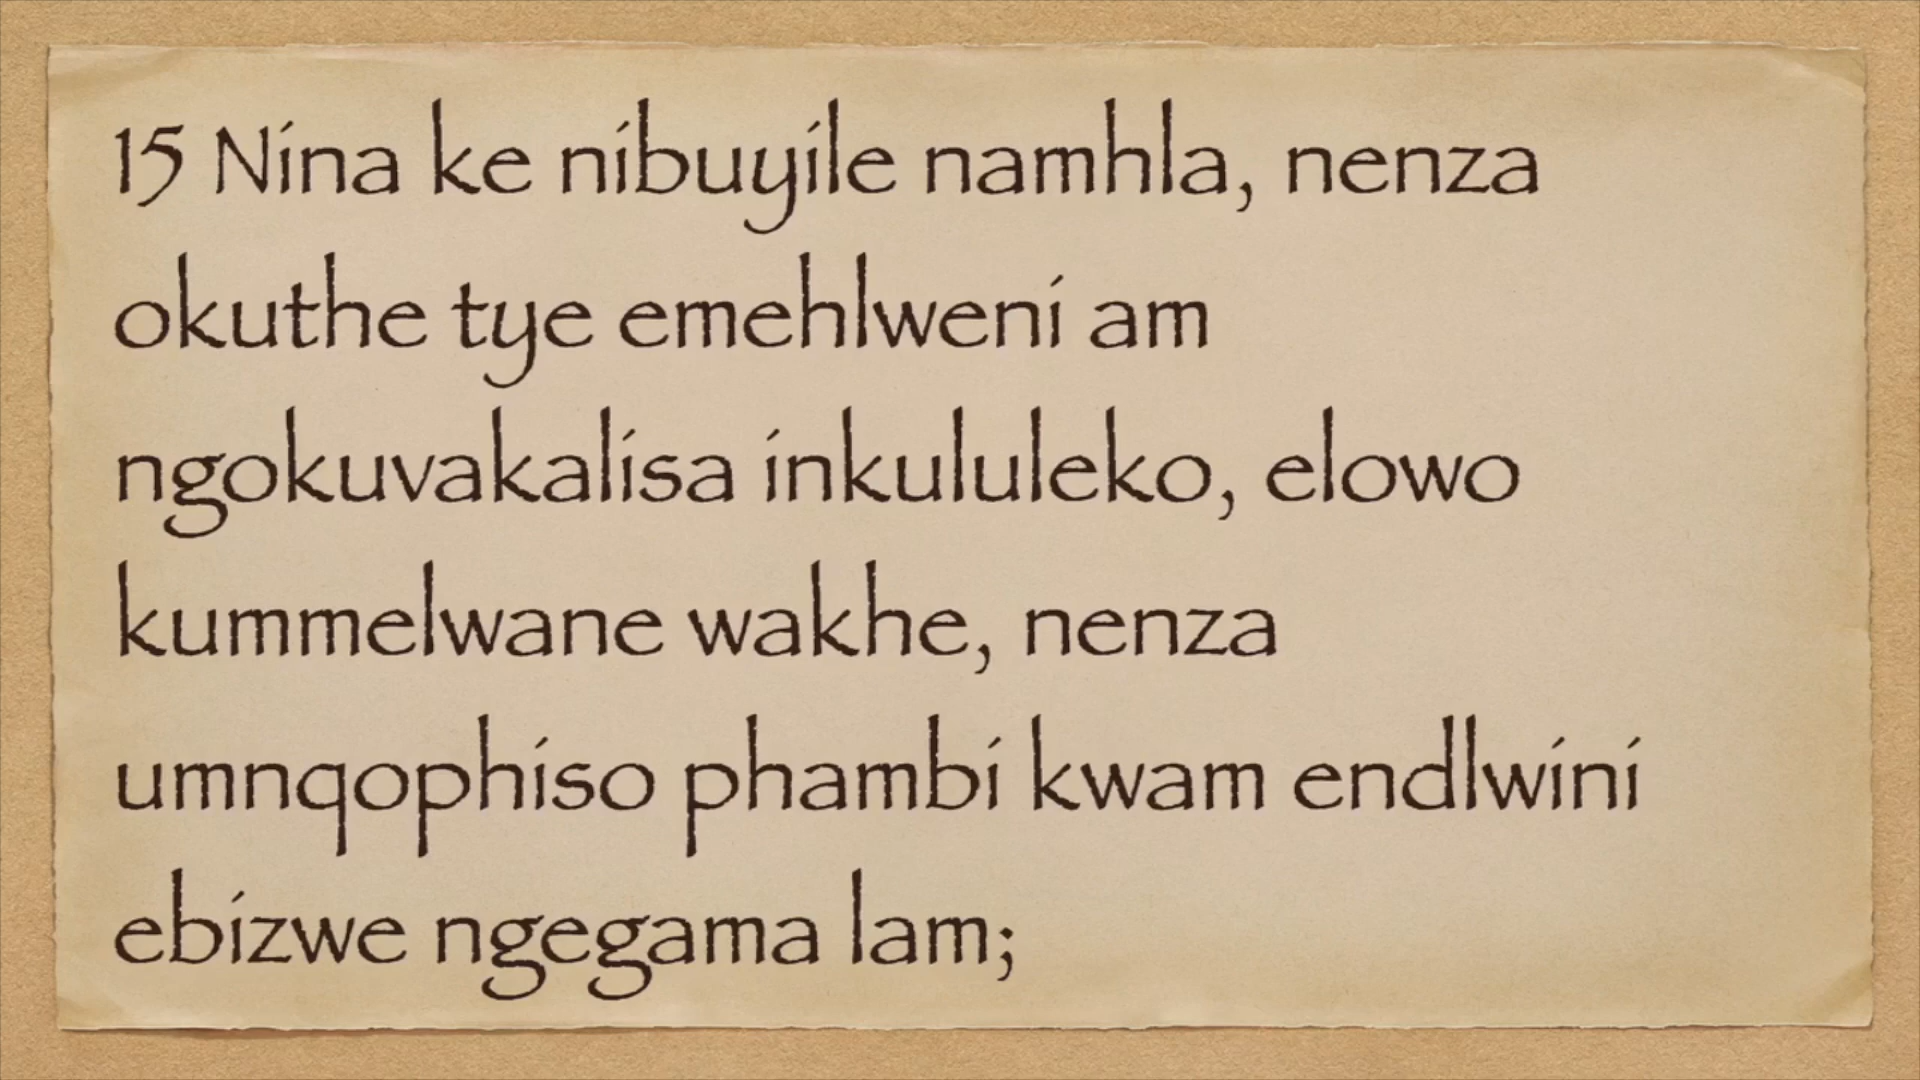 15 Nina ke nibuyile namhla, nenza
okuthe tye emehlweni am
ngokuvakalisa inkululeko, elowo
kummelwane wakhe, nenza
umnqophiso phambi kwam endlwini
ebizwe ngegama lam;